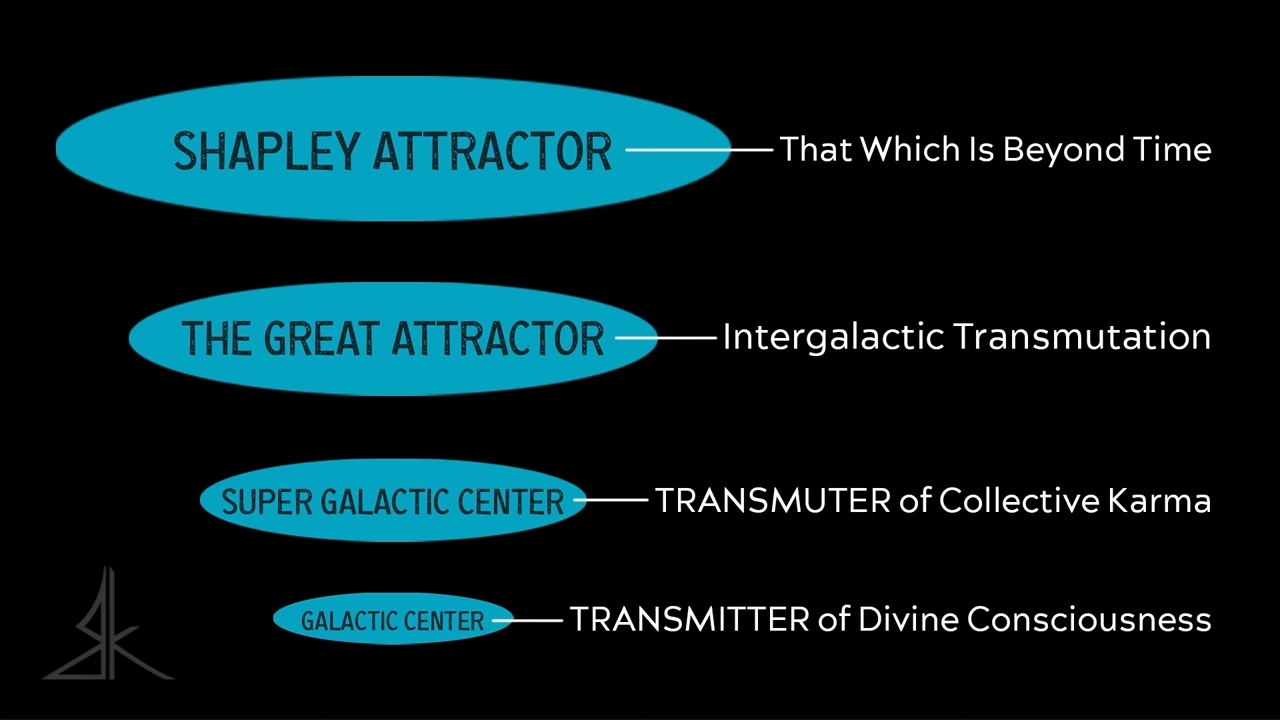 SHAPLEY ATTRACTOR That Which Is Beyond Time
THE GREAT ATTRACTOR Intergalactic Transmutation
SUPER GALACTIC CENTER TRANSMUTER of Collective Karma
GALACTIC CENTER TRANSMITTER of Divine Consciousness